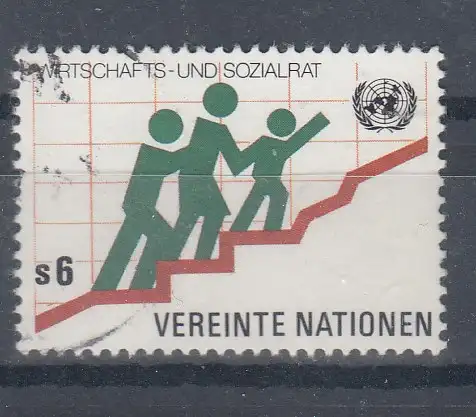 WIRTSCHAFTS-UND SOZIALRAT
s6
VEREINTE NATIONEN